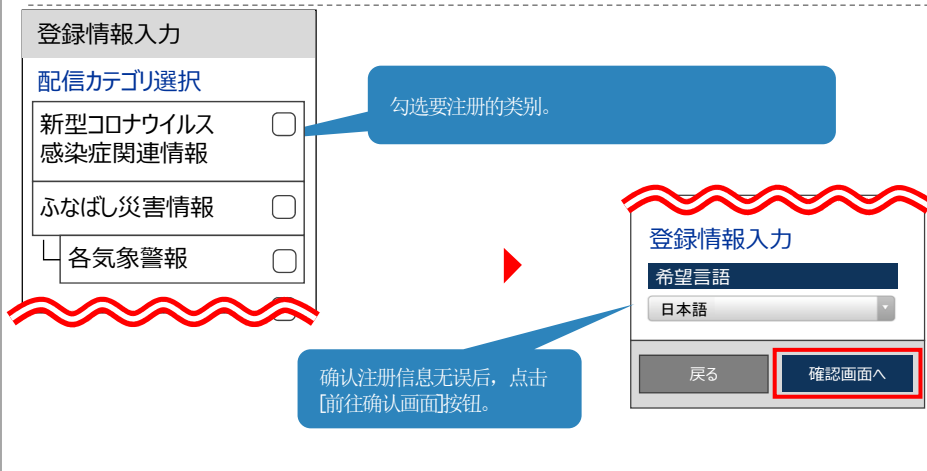 登録情報入力
配信カテゴリ選択
新型コロナウイルス
感染症関連情報
ふなばし災害情報
各気象警報
勾选要注册的类别。
登録情報入力
希望言語
日本語
戻る
確認画面へ
确认注册信息无误后，点击
[前往确认画面]按钮。